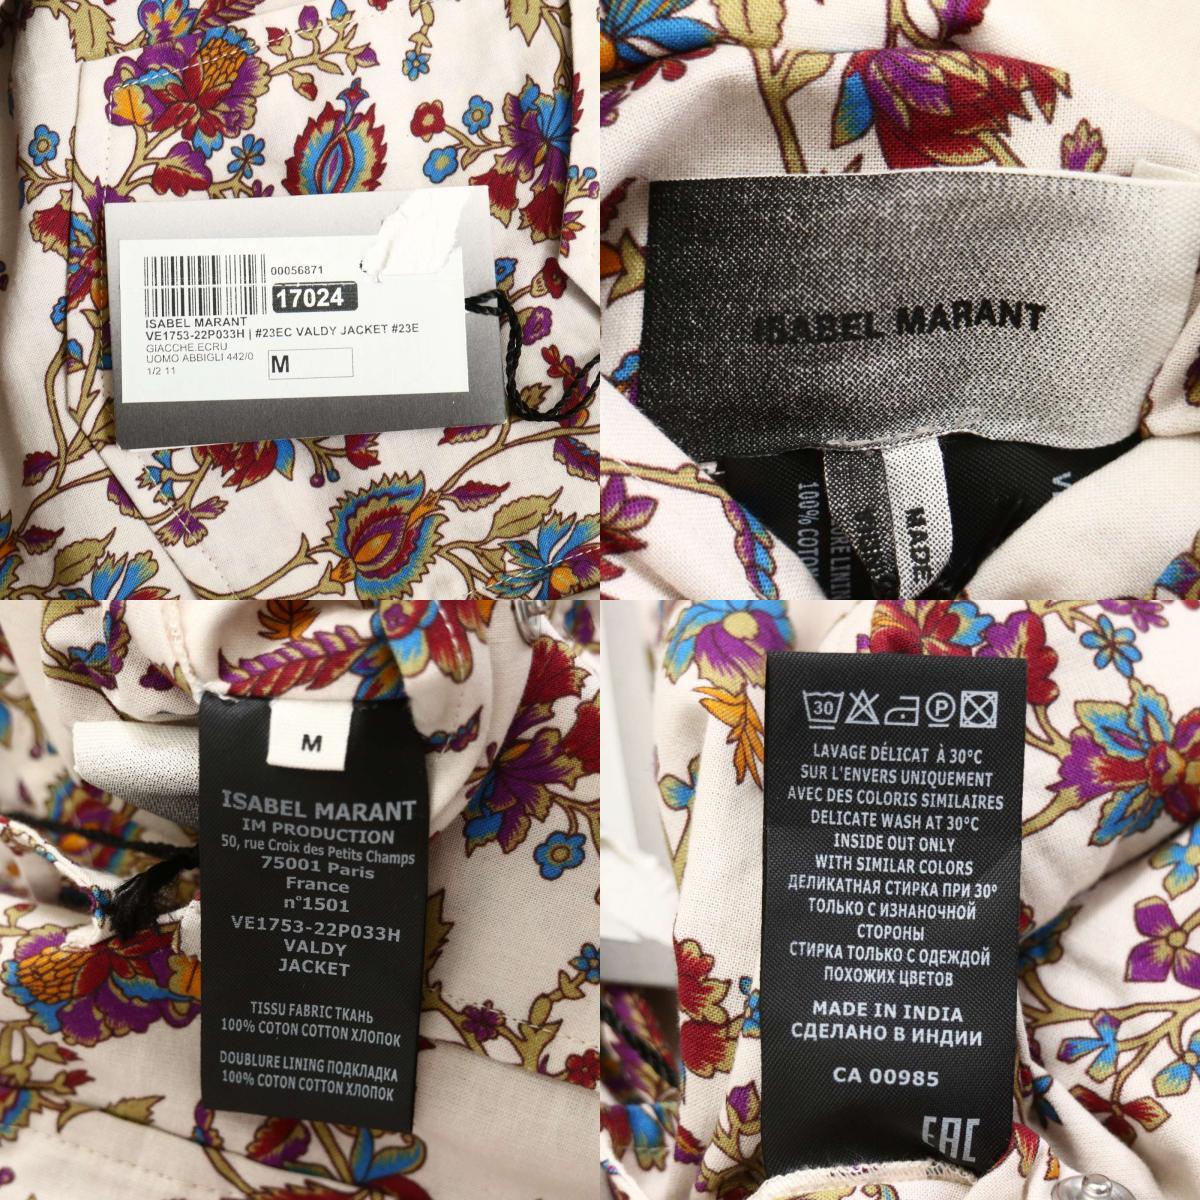 00056871
17024
ISABEL MARANT
VE1753-22P033H | #23EC VALDY JACKET #23E
GIACCHE ECRU
UOMO ABBIGLI 442/0
1/2 11
M
ISABEL MARANT
MADE
100% COTO
M
ISABEL MARANT
IM PRODUCTION
50, rue Croix des Petits Champs
75001 Paris
France
n°1501
VE1753-22P033H
VALDY
JACKET
TISSU FABRIC ТКАНЬ
100% COTON COTTON ХЛОПОК
DOUBLURE LINING ПОДКЛАДКА
100% COTON COTTON ХЛОПОК
30 P
LAVAGE DÉLICAT À 30°C
SUR L'ENVERS UNIQUEMENT
AVEC DES COLORIS SIMILAIRES
DELICATE WASH AT 30°C
INSIDE OUT ONLY
WITH SIMILAR COLORS
ДЕЛИКАТНАЯ СТИРКА ПРИ 30°
ТОЛЬКО С ИЗНАНОЧНОЙ
СТОРОНЫ
СТИРКА ТОЛЬКО С ОДЕЖДОЙ
ПОХОЖИХ ЦВЕТОВ
MADE IN INDIA
СДЕЛАНО В ИНДИИ
CA 00985
EAC